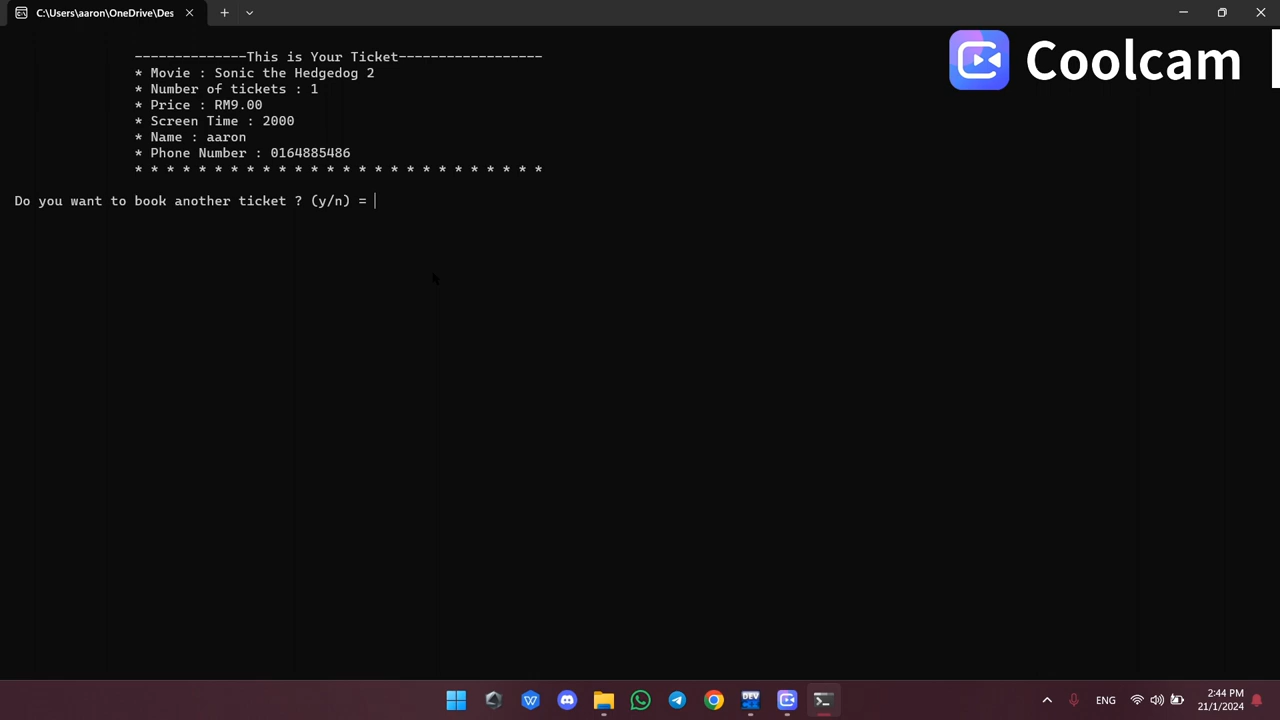 C:\Users\aaron\OneDrive\Des
Coolcam
--------------This is Your Ticket------------------
* Movie : Sonic the Hedgedog 2
* Number of tickets : 1
* Price : RM9.00
* Screen Time : 2000
* Name : aaron
* Phone Number : 0164885486
* * * * * * * * * * * * * * * * * * * * * * * * * *
Do you want to book another ticket ? (y/n) =
DEV
ENG
2:44 PM
21/1/2024